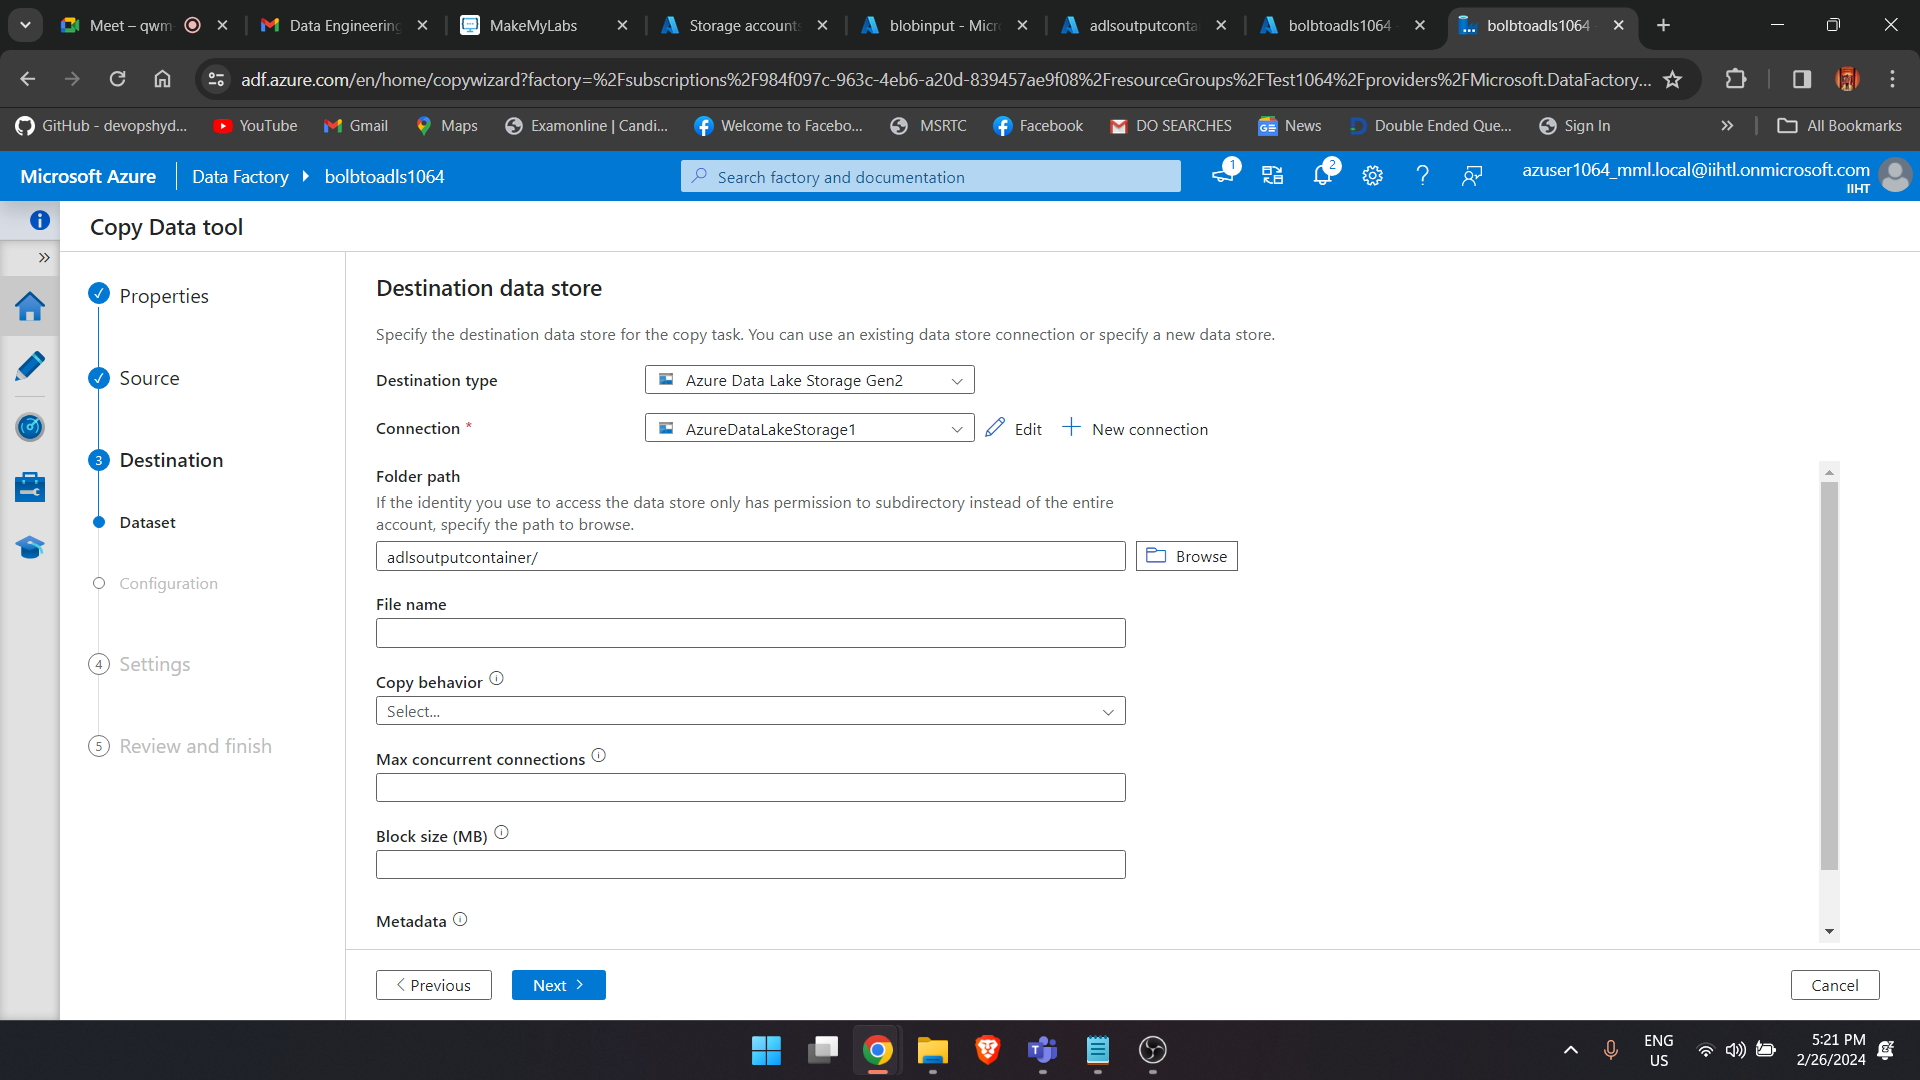 Meet – qwm
Data Engineering
MakeMyLabs
Storage accounts
blobinput - Micr
adlsoutputconta
bolbtoadls1064
bolbtoadls1064
adf.azure.com/en/home/copywizard?factory=%2Fsubscriptions%2F984f097c-963c-4eb6-a20d-839457ae9f08%2FresourceGroups%2FTest1064%2Fproviders%2FMicrosoft.DataFactory...
GitHub - devopshyd...
YouTube
Gmail
Maps
Examonline | Candi...
Welcome to Facebo...
MSRTC
Facebook
DO SEARCHES
News
Double Ended Que...
Sign In
All Bookmarks
Microsoft Azure
Data Factory
bolbtoadls1064
Search factory and documentation
1
2
azuser1064_mml.local@iihtl.onmicrosoft.com
IIHT
Copy Data tool
Properties
Source
3 Destination
Dataset
Configuration
4 Settings
5 Review and finish
Destination data store
Specify the destination data store for the copy task. You can use an existing data store connection or specify a new data store.
Destination type
Azure Data Lake Storage Gen2
Connection *
AzureDataLakeStorage1
Edit
New connection
Folder path
If the identity you use to access the data store only has permission to subdirectory instead of the entire
account, specify the path to browse.
adlsoutputcontainer/
Browse
File name
Copy behavior
Select...
Max concurrent connections
Block size (MB)
Metadata
Previous
Next
Cancel
ENG
US
5:21 PM
2/26/2024